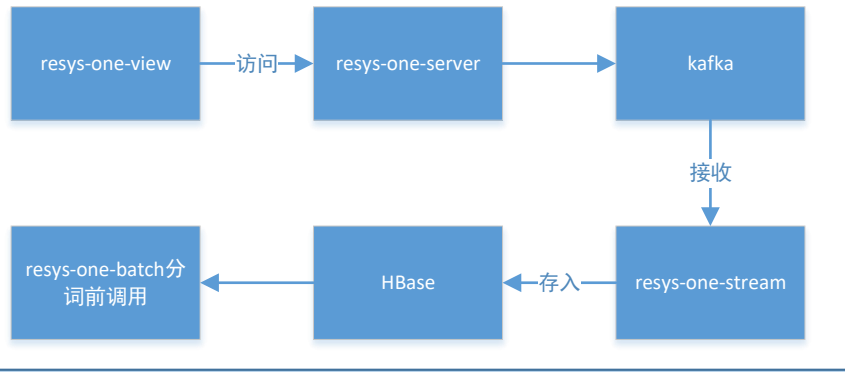 resys-one-view
访问
resys-one-server
kafka
接收
resys-one-batch分
词前调用
HBase
存入
resys-one-stream